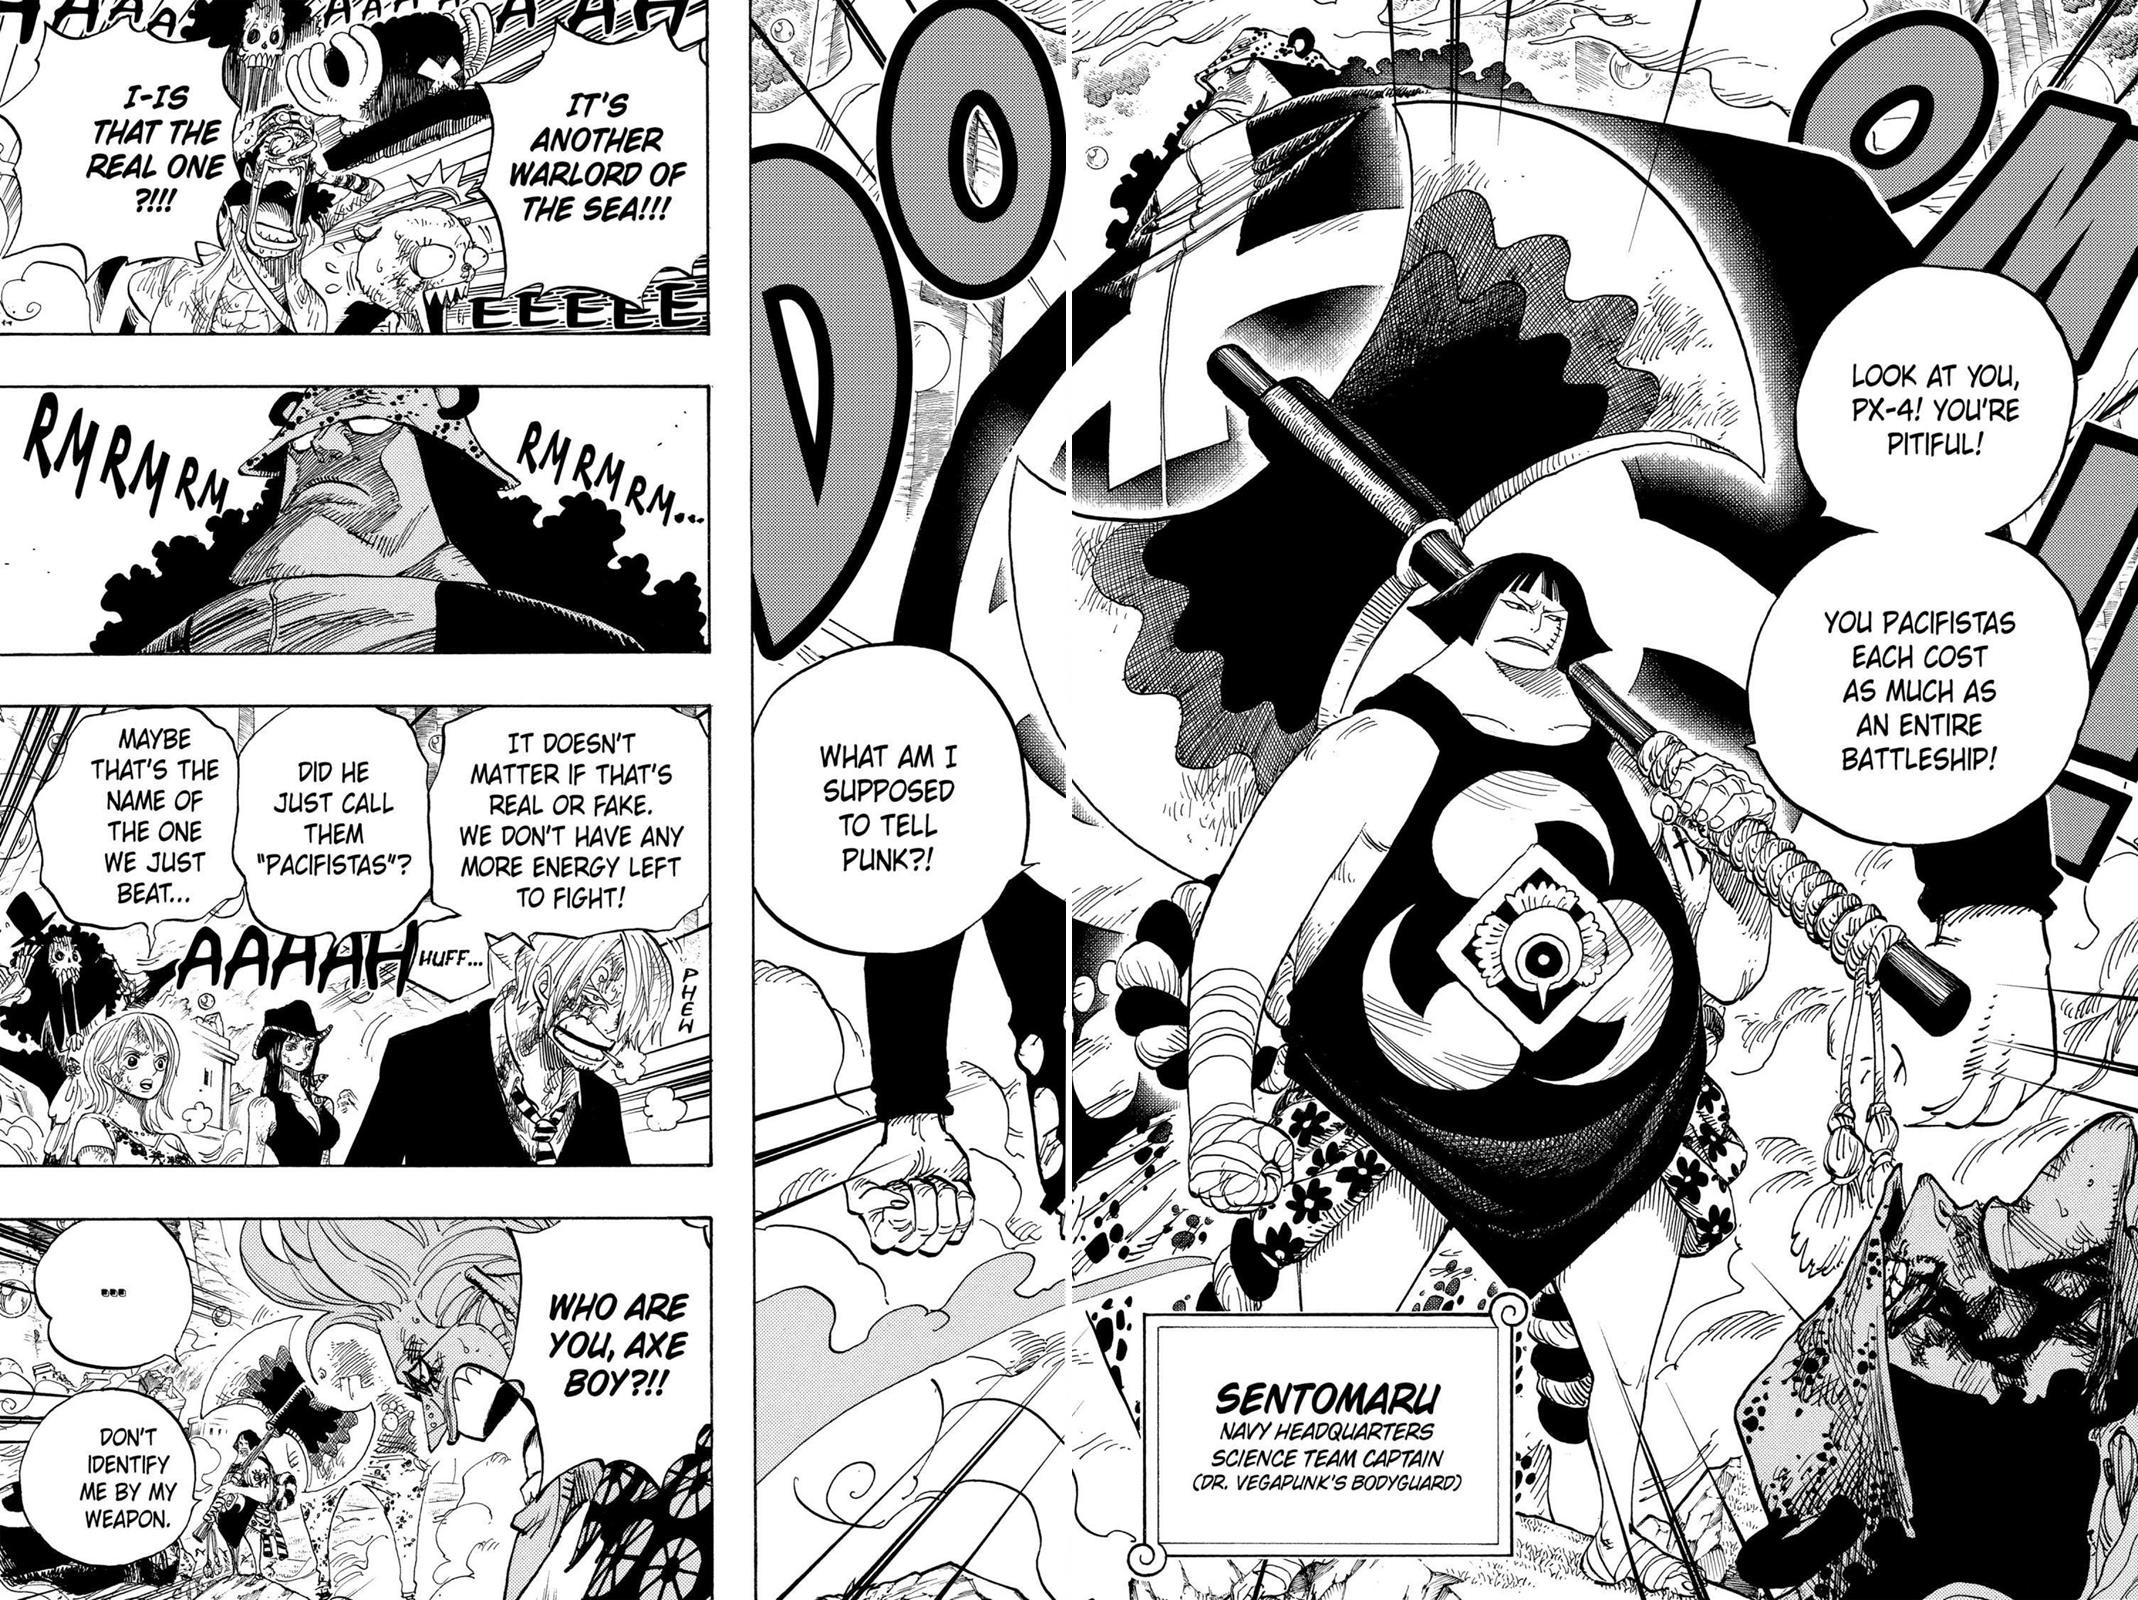 DOOM!!
LOOK AT YOU,
PX-4! YOU'RE
PITIFUL!
YOU PACIFISTAS
EACH COST
AS MUCH AS
AN ENTIRE
BATTLESHIP!
WHAT AM I
SUPPOSED
TO TELL
PUNK?!
SENTOMARU
NAVY HEADQUARTERS
SCIENCE TEAM CAPTAIN
(DR. VEGAPUNK'S BODYGUARD)
IT'S
ANOTHER
WARLORD OF
THE SEA!!!
I-IS
THAT THE
REAL ONE
?!!!
EEEEEE
RMRMRM...
RMRMRM
IT DOESN'T
MATTER IF THAT'S
REAL OR FAKE.
WE DON'T HAVE ANY
MORE ENERGY LEFT
TO FIGHT!
PHEW
HUFF...
DID HE
JUST CALL
THEM
"PACIFISTAS"?
MAYBE
THAT'S THE
NAME OF
THE ONE
WE JUST
BEAT...
AAAAAH
WHO ARE
YOU, AXE
BOY?!!
...
DON'T
IDENTIFY
ME BY MY
WEAPON.